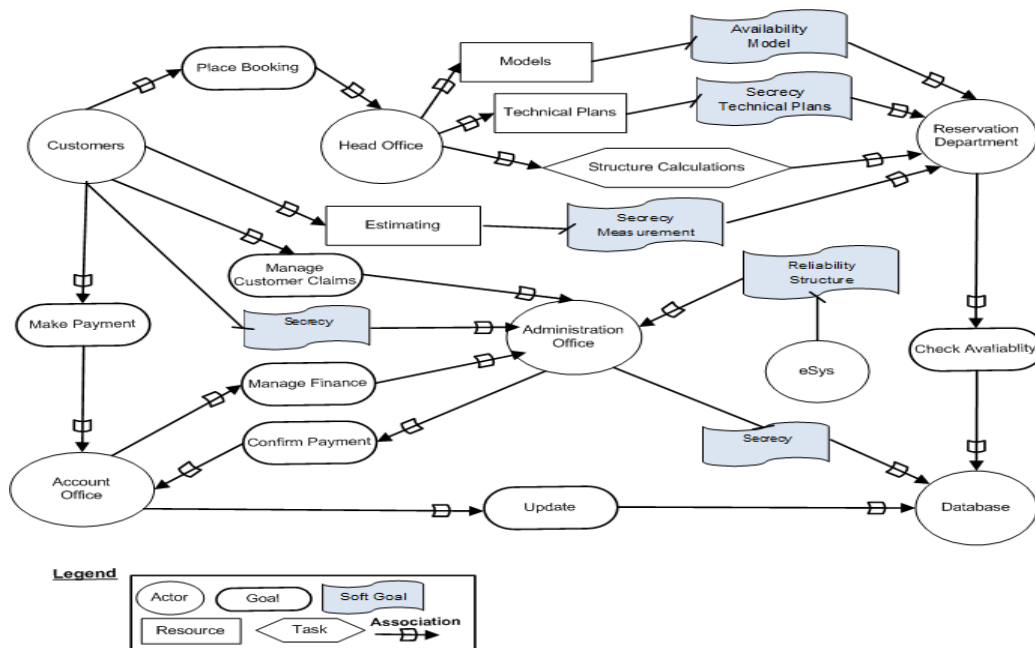 Availability
Model
Place Booking
Models
Secrecy
Technical Plans
Technical Plans
Customers
Head Office
Reservation
Department
Structure Calculations
Estimating
Secrecy
Measurement
Manage
Customer Claims
Reliability
Structure
Make Payment
Secrecy
Administration
Office
Check Avaliablity
eSys
Manage Finance
Confirm Payment
Secrecy
Account
Office
Update
Database
Legend
Actor
Goal
Soft Goal
Resource
Task
Association